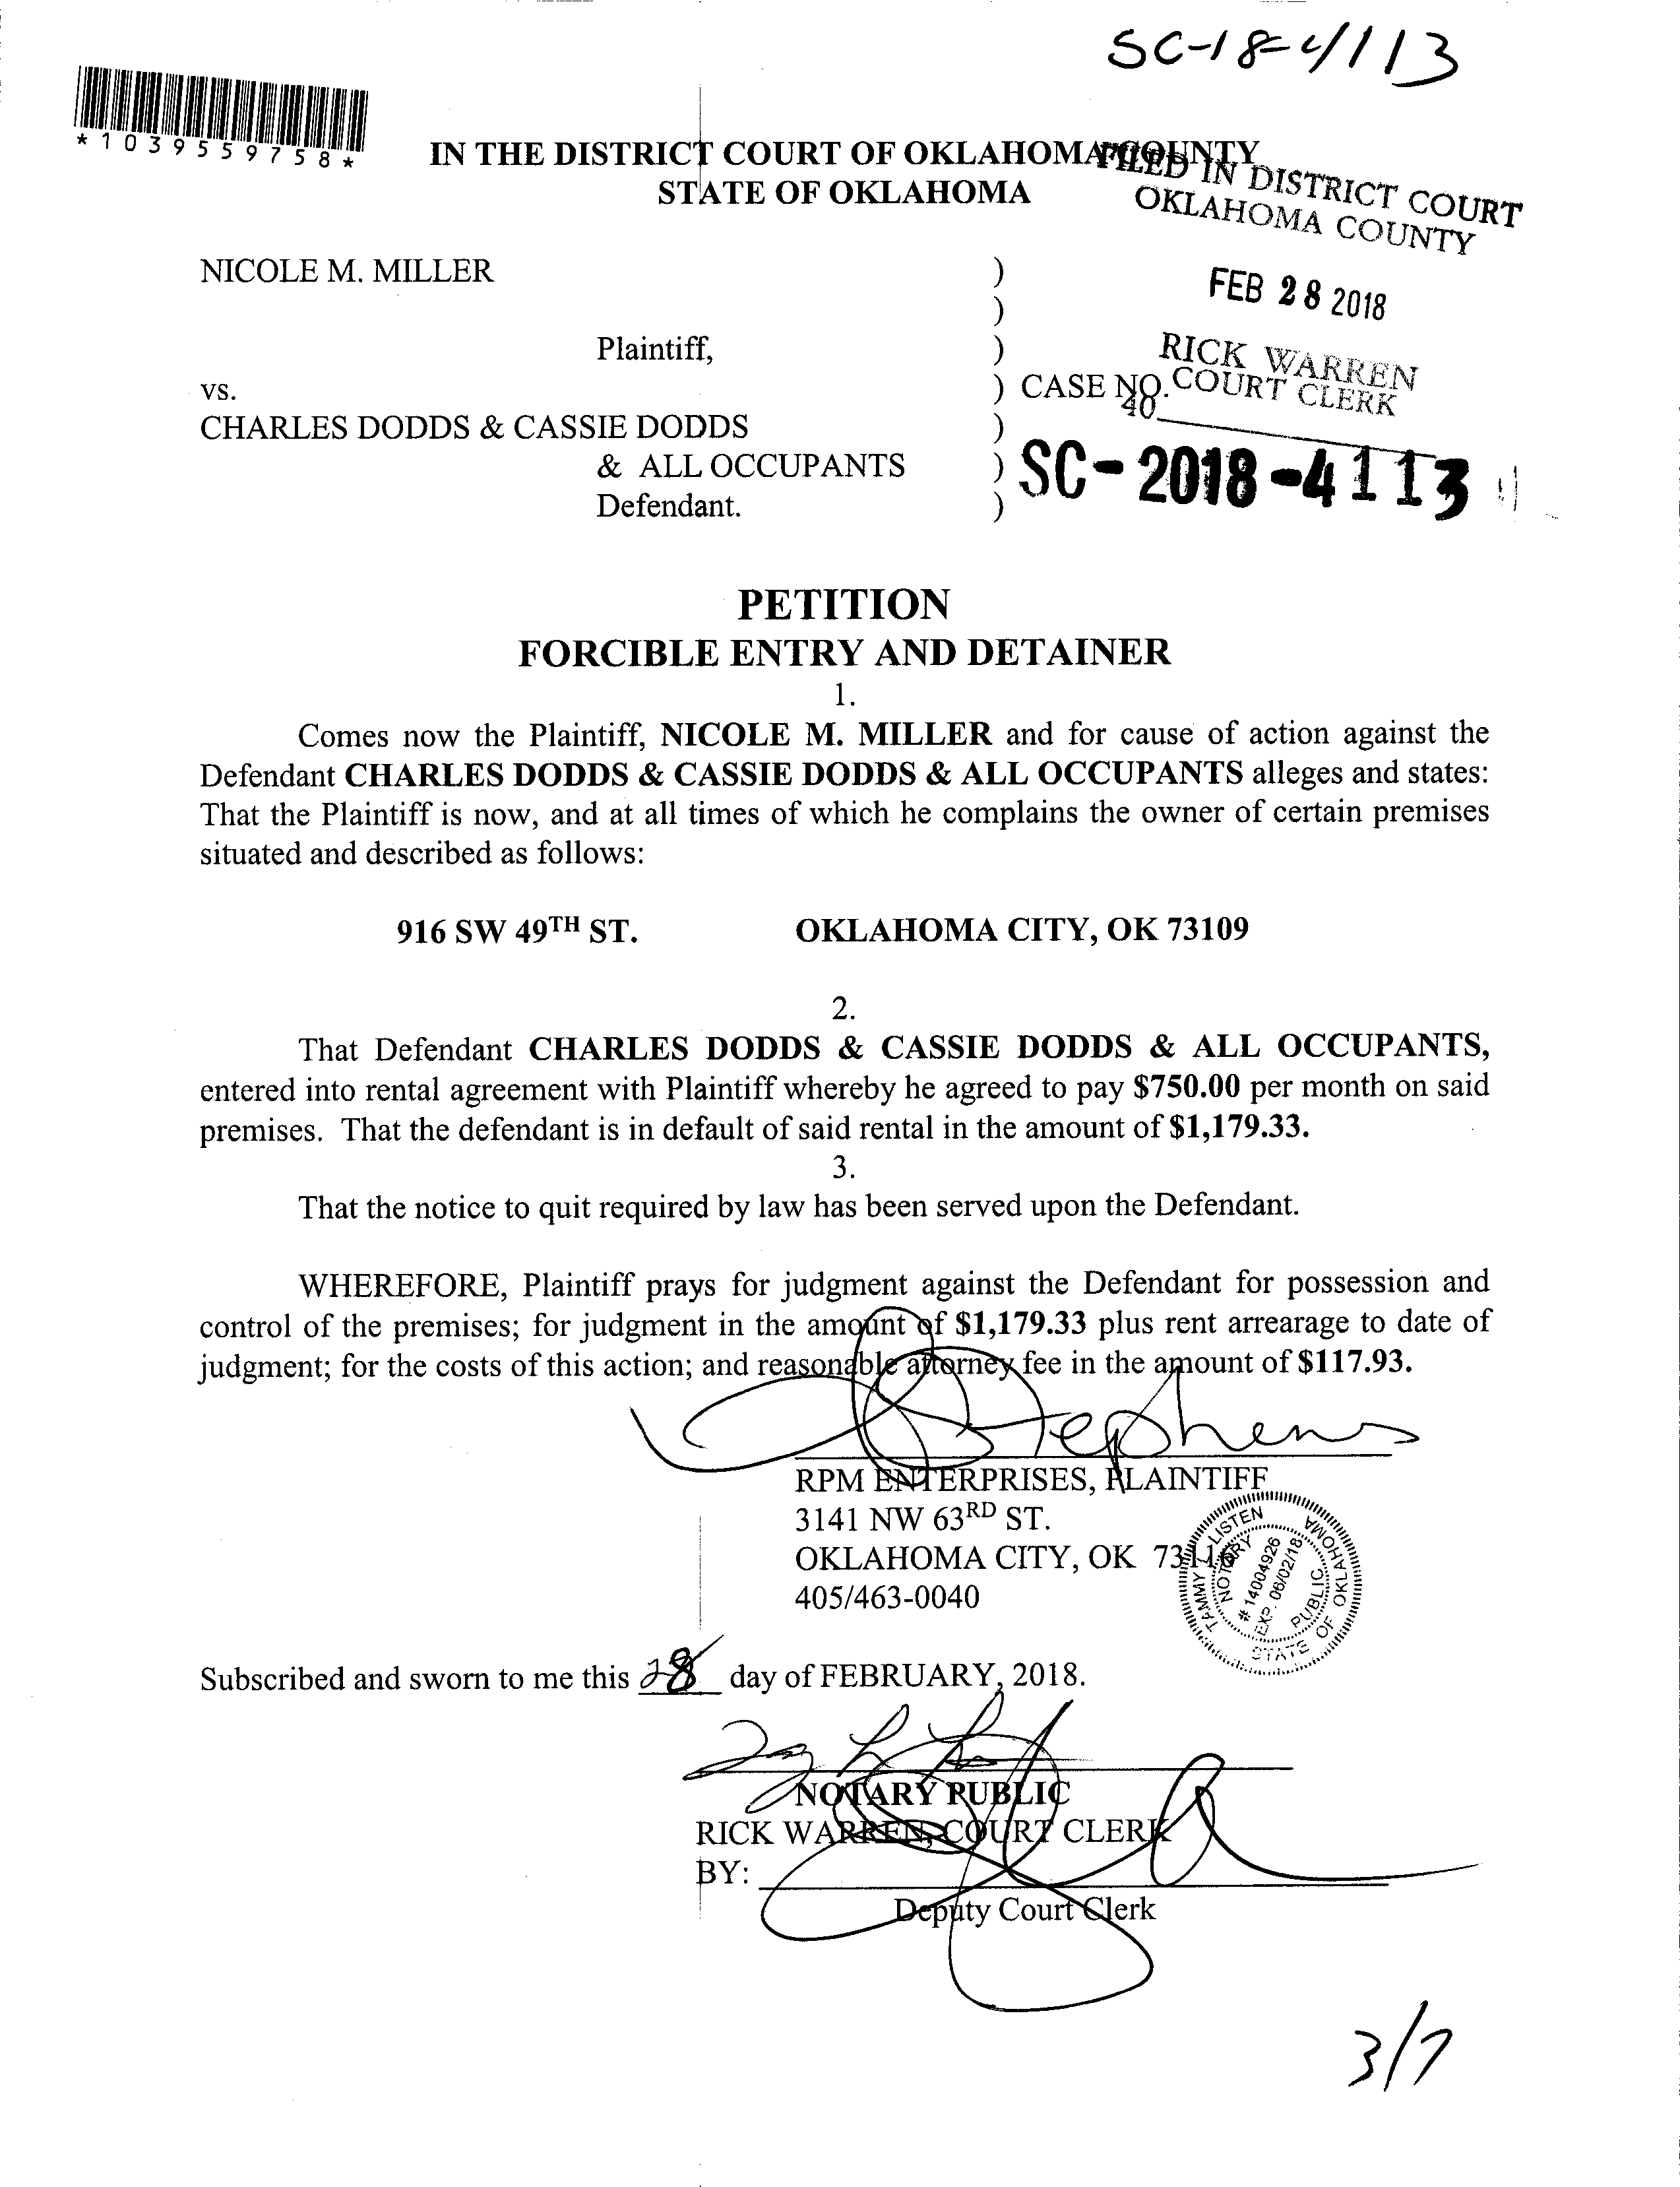 SC-18-4113
*1039559758*
IN THE DISTRICT COURT OF OKLAHOMA COUNTY
STATE OF OKLAHOMA
FILED IN DISTRICT COURT
OKLAHOMA COUNTY
FEB 28 2018
RICK WARREN
COURT CLERK
40
NICOLE M. MILLER )
)
Plaintiff, )
vs. ) CASE NO.
CHARLES DODDS & CASSIE DODDS )
& ALL OCCUPANTS ) SC-2018-4113
Defendant. )
PETITION
FORCIBLE ENTRY AND DETAINER
1.
Comes now the Plaintiff, NICOLE M. MILLER and for cause of action against the
Defendant CHARLES DODDS & CASSIE DODDS & ALL OCCUPANTS alleges and states:
That the Plaintiff is now, and at all times of which he complains the owner of certain premises
situated and described as follows:
916 SW 49TH ST. OKLAHOMA CITY, OK 73109
2.
That Defendant CHARLES DODDS & CASSIE DODDS & ALL OCCUPANTS,
entered into rental agreement with Plaintiff whereby he agreed to pay $750.00 per month on said
premises. That the defendant is in default of said rental in the amount of $1,179.33.
3.
That the notice to quit required by law has been served upon the Defendant.
WHEREFORE, Plaintiff prays for judgment against the Defendant for possession and
control of the premises; for judgment in the amount of $1,179.33 plus rent arrearage to date of
judgment; for the costs of this action; and reasonable attorney fee in the amount of $117.93.
Stephens
RPM ENTERPRISES, PLAINTIFF
3141 NW 63RD ST.
OKLAHOMA CITY, OK 73116
405/463-0040
TAMMY LISTEN
NOTARY PUBLIC
# 14004926
EXP. 06/02/18
STATE OF OKLAHOMA
Subscribed and sworn to me this 28 day of FEBRUARY, 2018.
NOTARY PUBLIC
RICK WARREN, COURT CLERK
BY:
Deputy Court Clerk
3/7